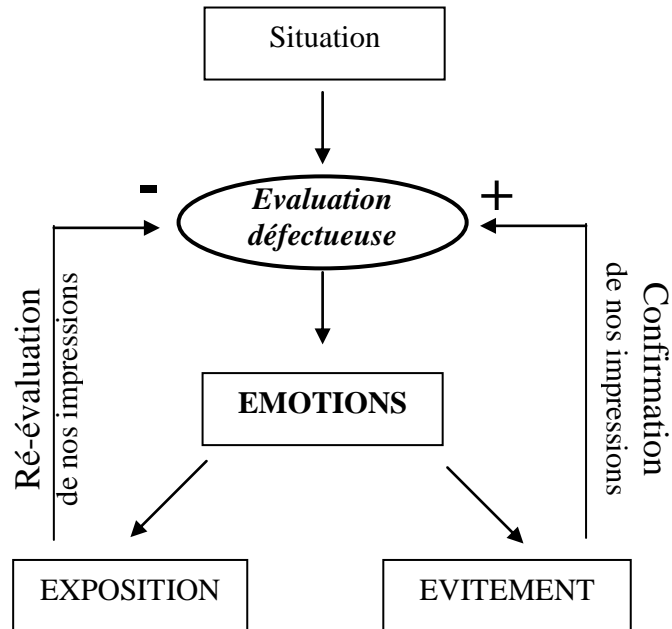 Situation
-
+
Evaluation
défectueuse
Ré-évaluation
de nos impressions
Confirmation
de nos impressions
EMOTIONS
EXPOSITION
EVITEMENT